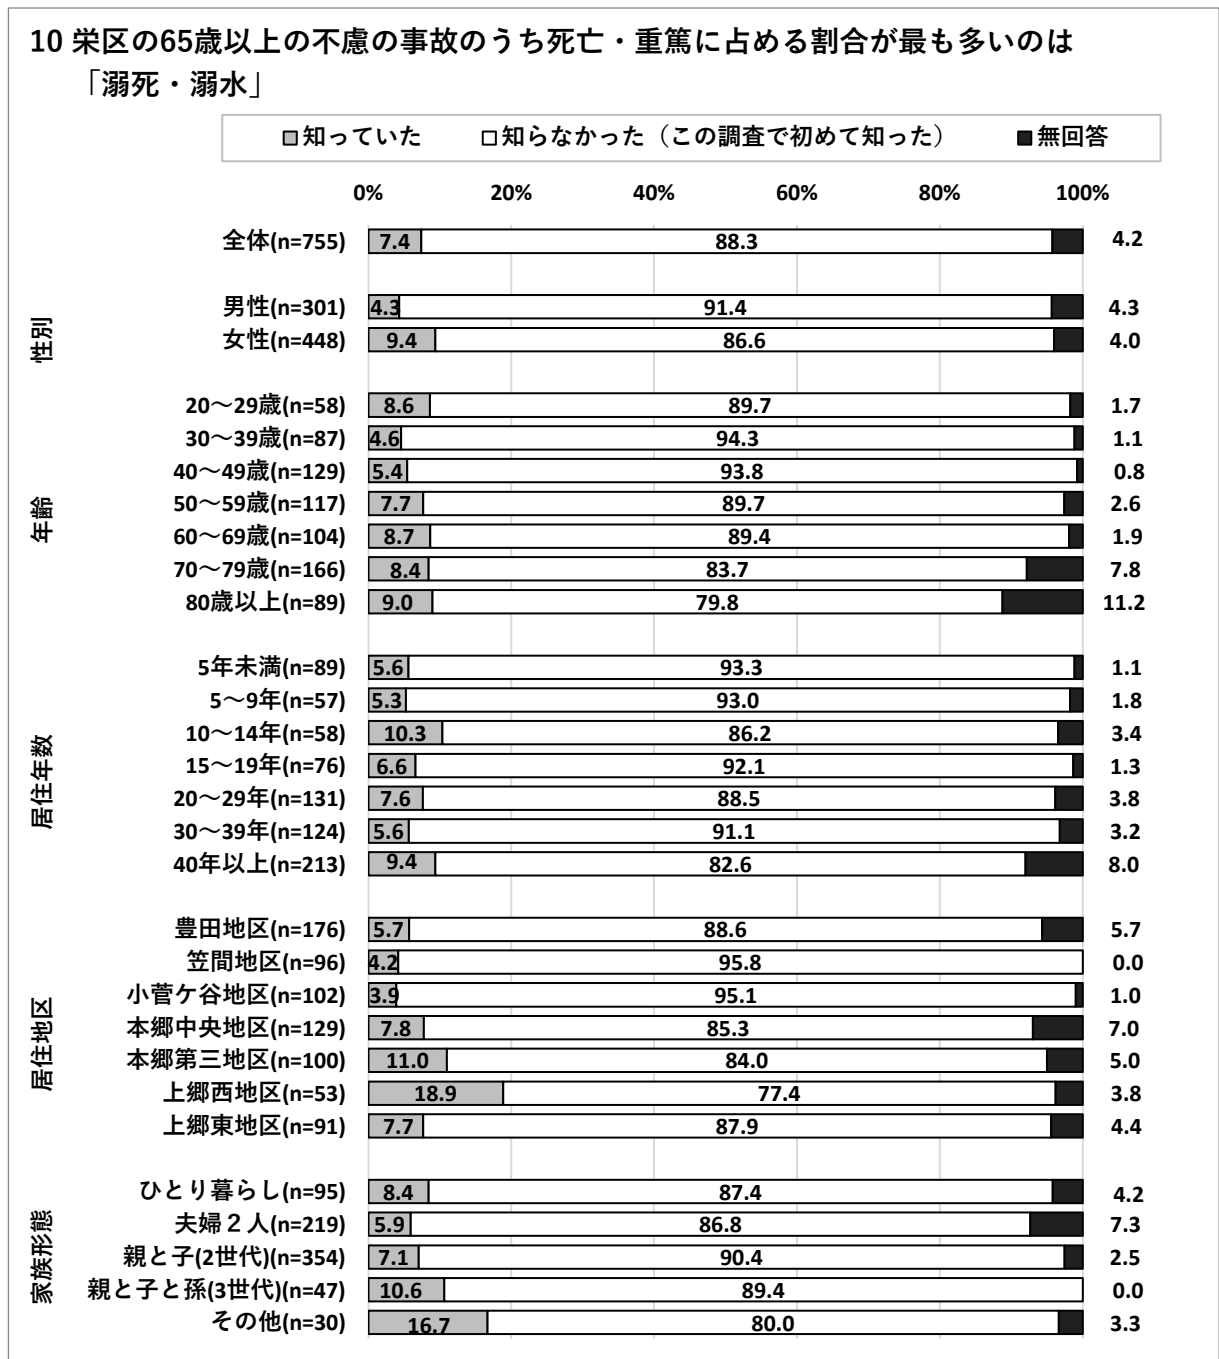 10 栄区の65歳以上の不慮の事故のうち死亡・重篤に占める割合が最も多いのは
「溺死・溺水」
知っていた 知らなかった（この調査で初めて知った） 無回答
0% 20% 40% 60% 80% 100%
全体(n=755) 7.4 88.3 4.2
性別
男性(n=301) 4.3 91.4 4.3
女性(n=448) 9.4 86.6 4.0
年齢
20～29歳(n=58) 8.6 89.7 1.7
30～39歳(n=87) 4.6 94.3 1.1
40～49歳(n=129) 5.4 93.8 0.8
50～59歳(n=117) 7.7 89.7 2.6
60～69歳(n=104) 8.7 89.4 1.9
70～79歳(n=166) 8.4 83.7 7.8
80歳以上(n=89) 9.0 79.8 11.2
居住年数
5年未満(n=89) 5.6 93.3 1.1
5～9年(n=57) 5.3 93.0 1.8
10～14年(n=58) 10.3 86.2 3.4
15～19年(n=76) 6.6 92.1 1.3
20～29年(n=131) 7.6 88.5 3.8
30～39年(n=124) 5.6 91.1 3.2
40年以上(n=213) 9.4 82.6 8.0
居住地区
豊田地区(n=176) 5.7 88.6 5.7
笠間地区(n=96) 4.2 95.8 0.0
小菅ケ谷地区(n=102) 3.9 95.1 1.0
本郷中央地区(n=129) 7.8 85.3 7.0
本郷第三地区(n=100) 11.0 84.0 5.0
上郷西地区(n=53) 18.9 77.4 3.8
上郷東地区(n=91) 7.7 87.9 4.4
家族形態
ひとり暮らし(n=95) 8.4 87.4 4.2
夫婦２人(n=219) 5.9 86.8 7.3
親と子(2世代)(n=354) 7.1 90.4 2.5
親と子と孫(3世代)(n=47) 10.6 89.4 0.0
その他(n=30) 16.7 80.0 3.3